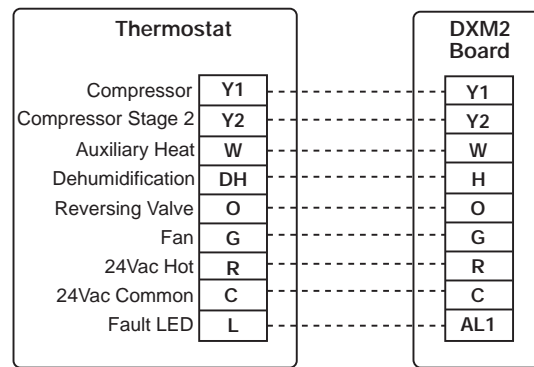 Thermostat DXM2
Board
Compressor Y1 Y1
Compressor Stage 2 Y2 Y2
Auxiliary Heat W W
Dehumidification DH H
Reversing Valve O O
Fan G G
24Vac Hot R R
24Vac Common C C
Fault LED L AL1